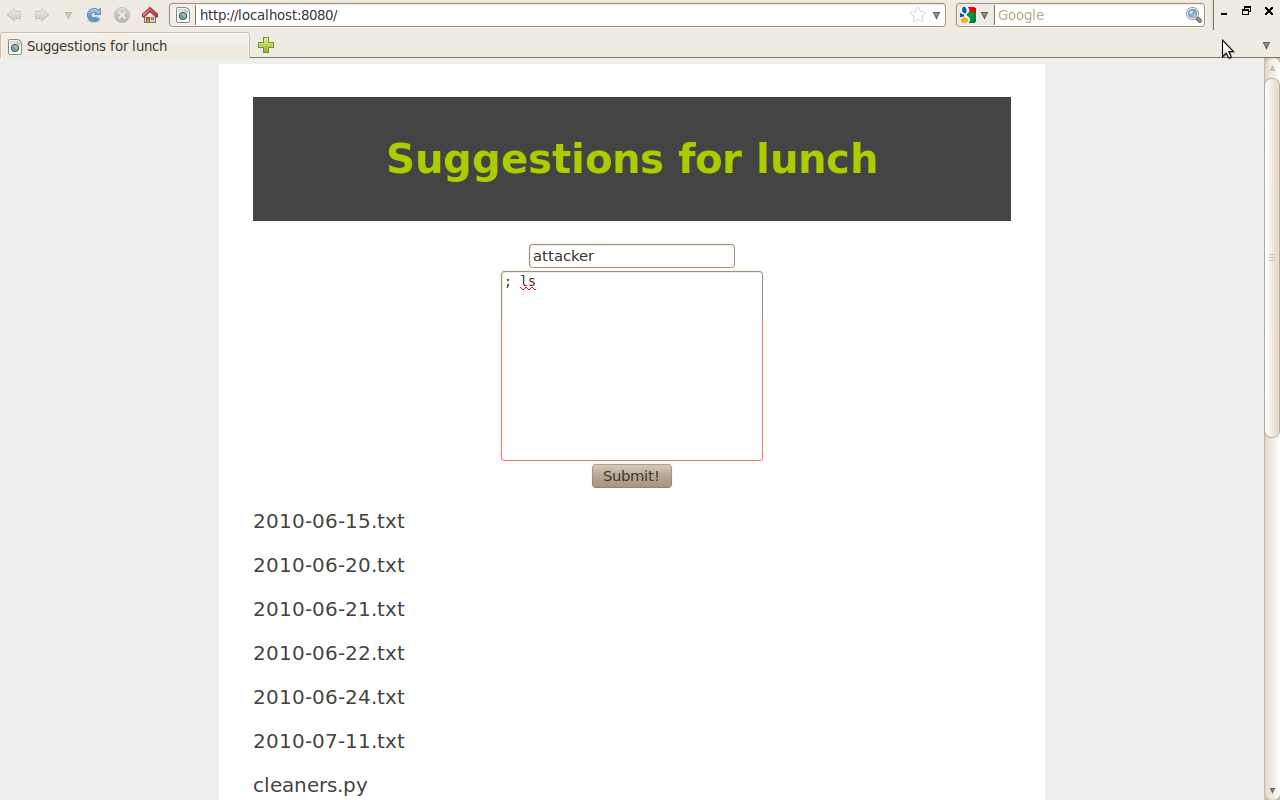 http://localhost:8080/
Google
Suggestions for lunch
Suggestions for lunch
attacker
; ls
Submit!
2010-06-15.txt
2010-06-20.txt
2010-06-21.txt
2010-06-22.txt
2010-06-24.txt
2010-07-11.txt
cleaners.py